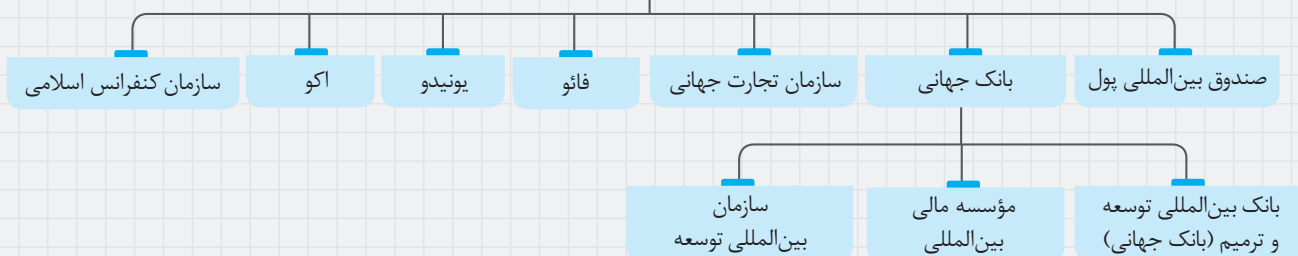 صندوق بین‌المللی پول
بانک جهانی
سازمان تجارت جهانی
فائو
یونیدو
اکو
سازمان کنفرانس اسلامی
بانک بین‌المللی توسعه
و ترمیم (بانک جهانی)
مؤسسه مالی
بین‌المللی
سازمان
بین‌المللی توسعه